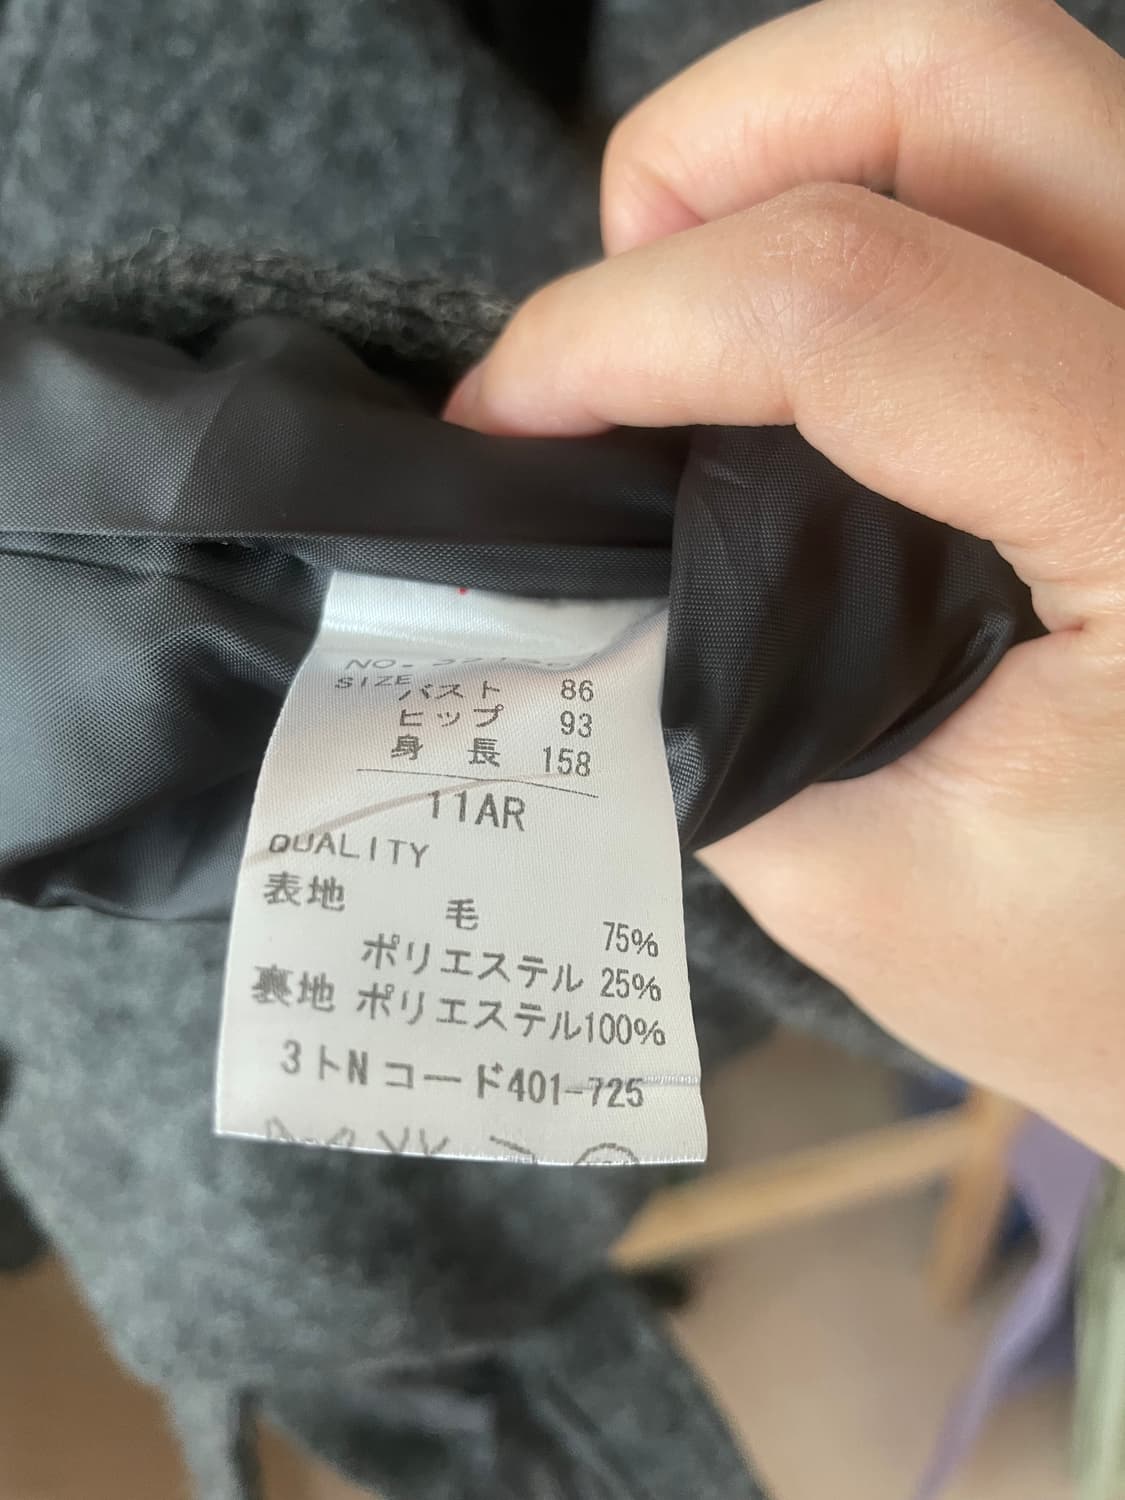 NO.
SIZE
バスト 86
ヒップ 93
身長 158
11AR
QUALITY
表地 毛 75%
ポリエステル 25%
裏地 ポリエステル100%
3トNコード401-725